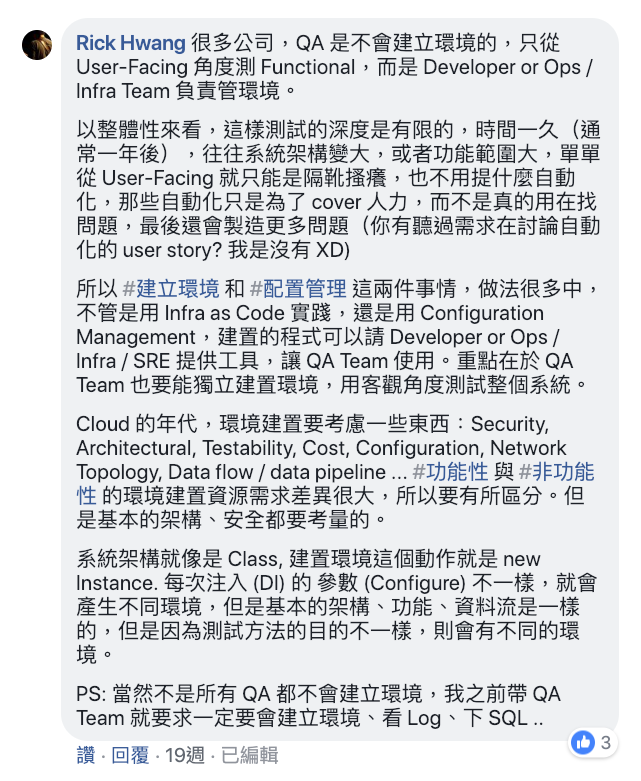 Rick Hwang 很多公司，QA 是不會建立環境的，只從
User-Facing 角度測 Functional，而是 Developer or Ops /
Infra Team 負責管環境。
以整體性來看，這樣測試的深度是有限的，時間一久（通
常一年後），往往系統架構變大，或者功能範圍大，單單
從 User-Facing 就只能是隔靴搔癢，也不用提什麼自動
化，那些自動化只是為了 cover 人力，而不是真的用在找
問題，最後還會製造更多問題（你有聽過需求在討論自動
化的 user story? 我是沒有 XD)
所以 #建立環境 和 #配置管理 這兩件事情，做法很多中，
不管是用 Infra as Code 實踐，還是用 Configuration
Management，建置的程式可以請 Developer or Ops /
Infra / SRE 提供工具，讓 QA Team 使用。重點在於 QA
Team 也要能獨立建置環境，用客觀角度測試整個系統。
Cloud 的年代，環境建置要考慮一些東西：Security,
Architectural, Testability, Cost, Configuration, Network
Topology, Data flow / data pipeline ... #功能性 與 #非功能
性 的環境建置資源需求差異很大，所以要有所區分。但
是基本的架構、安全都要考量的。
系統架構就像是 Class, 建置環境這個動作就是 new
Instance. 每次注入 (DI) 的 參數 (Configure) 不一樣，就會
產生不同環境，但是基本的架構、功能、資料流是一樣
的，但是因為測試方法的目的不一樣，則會有不同的環
境。
PS: 當然不是所有 QA 都不會建立環境，我之前帶 QA
Team 就要求一定要會建立環境、看 Log、下 SQL ..
3
讚 · 回覆 · 19週 · 已編輯